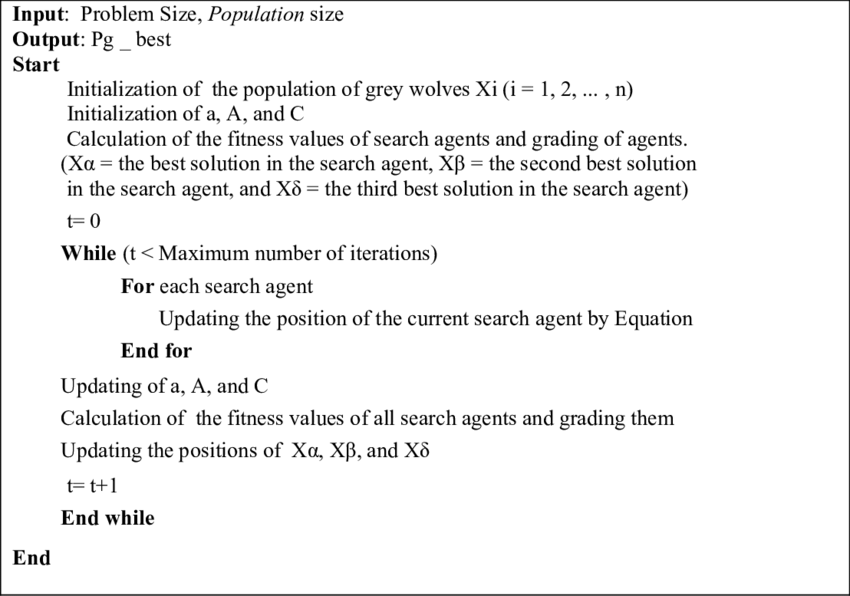 Input: Problem Size, Population size
Output: Pg _ best
Start
Initialization of the population of grey wolves Xi (i = 1, 2, ... , n)
Initialization of a, A, and C
Calculation of the fitness values of search agents and grading of agents.
(Xα = the best solution in the search agent, Xβ = the second best solution
in the search agent, and Xδ = the third best solution in the search agent)
t= 0
While (t < Maximum number of iterations)
For each search agent
Updating the position of the current search agent by Equation
End for
Updating of a, A, and C
Calculation of the fitness values of all search agents and grading them
Updating the positions of Xα, Xβ, and Xδ
t= t+1
End while
End